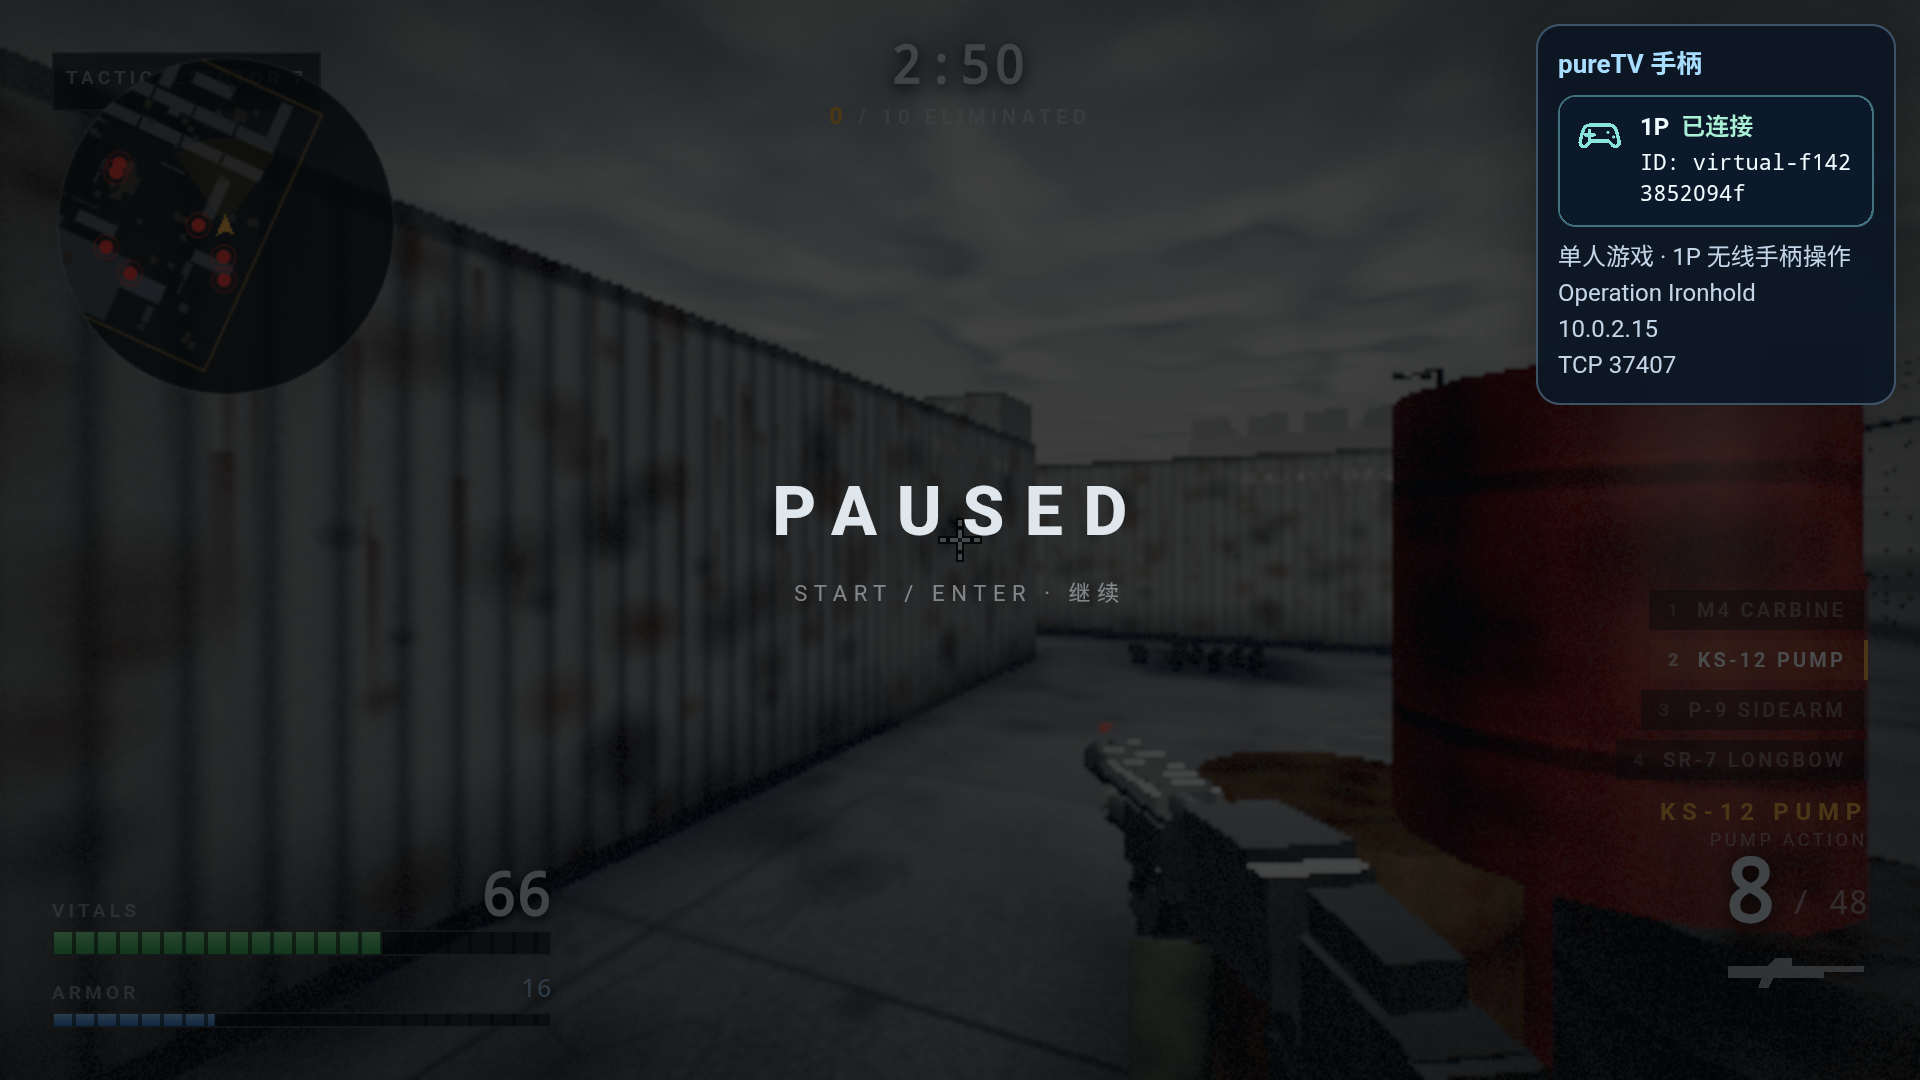 TACTIC
OR 7
2:50
0 / 10 ELIMINATED
pureTV 手柄
1P 已连接
ID: virtual-f142
3852094f
单人游戏 · 1P 无线手柄操作
Operation Ironhold
10.0.2.15
TCP 37407
PAUSED
START / ENTER · 继续
1 M4 CARBINE
2 KS-12 PUMP
3 P-9 SIDEARM
4 SR-7 LONGBOW
KS-12 PUMP
PUMP ACTION
8 / 48
VITALS
66
ARMOR
16